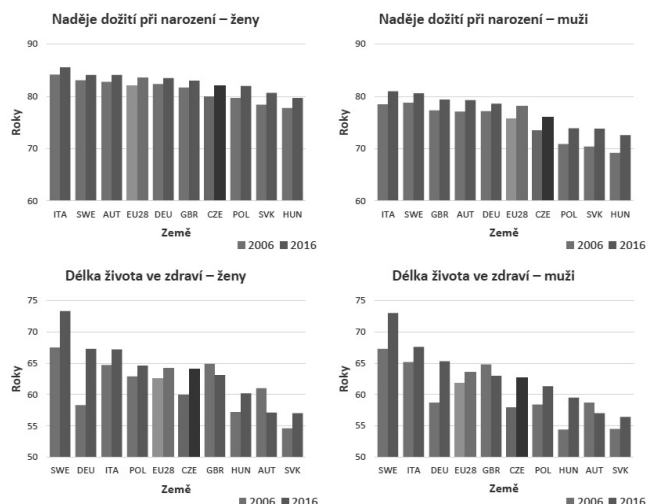 Naděje dožití při narození – ženy
90
80
70
60
Roky
ITA SWE AUT EU28 DEU GBR CZE POL SVK HUN
Země
2006 2016
Naděje dožití při narození – muži
90
80
70
60
Roky
ITA SWE GBR AUT DEU EU28 CZE POL SVK HUN
Země
2006 2016
Délka života ve zdraví – ženy
75
70
65
60
55
50
Roky
SWE DEU ITA POL EU28 CZE GBR HUN AUT SVK
Země
2006 2016
Délka života ve zdraví – muži
75
70
65
60
55
50
Roky
SWE ITA DEU EU28 GBR CZE POL HUN AUT SVK
Země
2006 2016